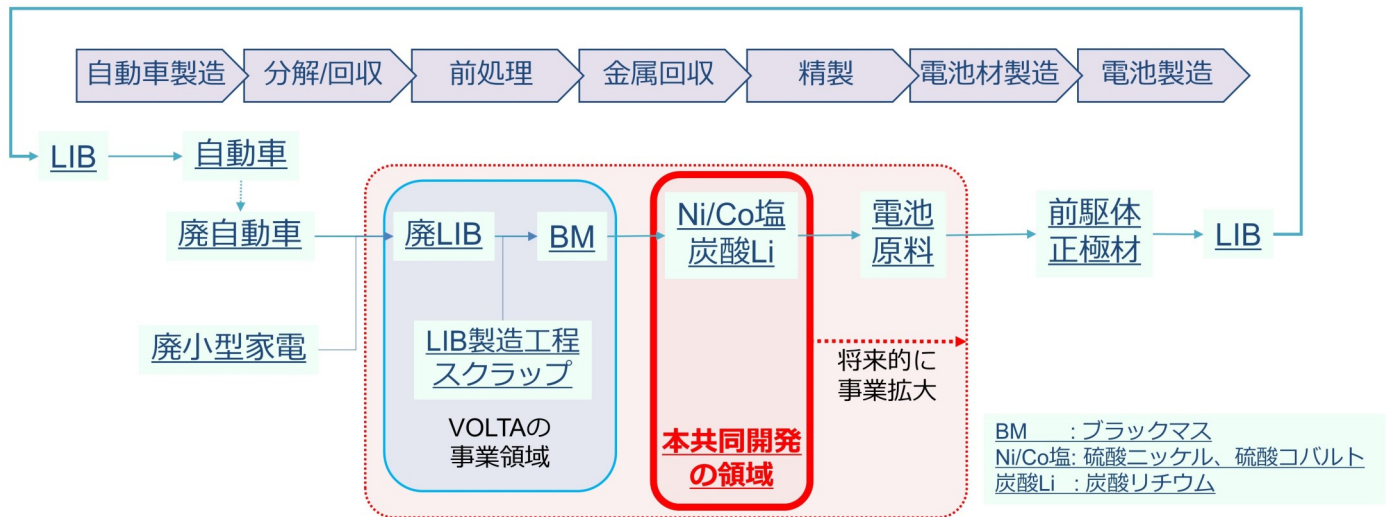 自動車製造
分解/回収
前処理
金属回収
精製
電池材製造
電池製造
LIB
自動車
廃自動車
廃LIB
BM
Ni/Co塩
炭酸Li
電池
原料
前駆体
正極材
LIB
廃小型家電
LIB製造工程
スクラップ
将来的に
事業拡大
VOLTAの
事業領域
本共同開発
の領域
BM : ブラックマス
Ni/Co塩: 硫酸ニッケル、硫酸コバルト
炭酸Li : 炭酸リチウム